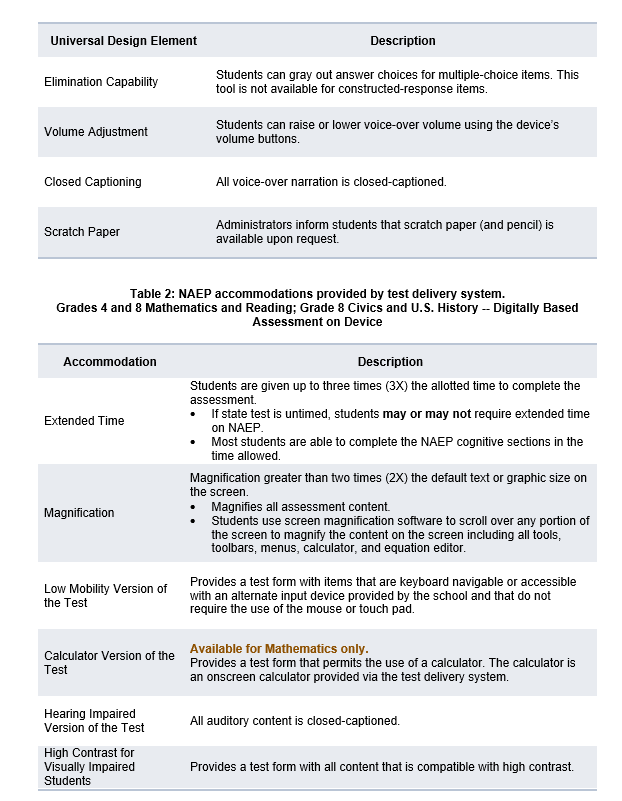 Universal Design Element Description
Elimination Capability
Students can gray out answer choices for multiple-choice items. This
tool is not available for constructed-response items.
Volume Adjustment
Students can raise or lower voice-over volume using the device's
volume buttons.
Closed Captioning
All voice-over narration is closed-captioned.
Scratch Paper
Administrators inform students that scratch paper (and pencil) is
available upon request.
Table 2: NAEP accommodations provided by test delivery system.
Grades 4 and 8 Mathematics and Reading; Grade 8 Civics and U.S. History -- Digitally Based
Assessment on Device
Accommodation Description
Extended Time
Students are given up to three times (3X) the allotted time to complete the
assessment.
• If state test is untimed, students may or may not require extended time
on NAEP.
• Most students are able to complete the NAEP cognitive sections in the
time allowed.
Magnification
Magnification greater than two times (2X) the default text or graphic size on
the screen.
• Magnifies all assessment content.
• Students use screen magnification software to scroll over any portion of
the screen to magnify the content on the screen including all tools,
toolbars, menus, calculator, and equation editor.
Low Mobility Version of
the Test
Provides a test form with items that are keyboard navigable or accessible
with an alternate input device provided by the school and that do not
require the use of the mouse or touch pad.
Calculator Version of the
Test
Available for Mathematics only.
Provides a test form that permits the use of a calculator. The calculator is
an onscreen calculator provided via the test delivery system.
Hearing Impaired
Version of the Test
All auditory content is closed-captioned.
High Contrast for
Visually Impaired
Students
Provides a test form with all content that is compatible with high contrast.